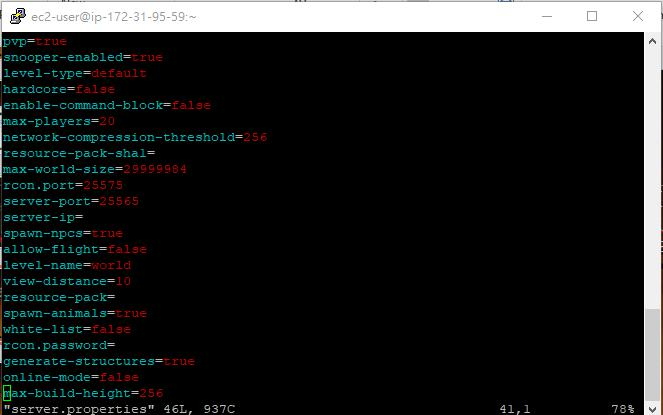 ec2-user@ip-172-31-95-59:~
pvp=true
snooper-enabled=true
level-type=default
hardcore=false
enable-command-block=false
max-players=20
network-compression-threshold=256
resource-pack-sha1=
max-world-size=29999984
rcon.port=25575
server-port=25565
server-ip=
spawn-npcs=true
allow-flight=false
level-name=world
view-distance=10
resource-pack=
spawn-animals=true
white-list=false
rcon.password=
generate-structures=true
online-mode=false
max-build-height=256
"server.properties" 46L, 937C 41,1 78%